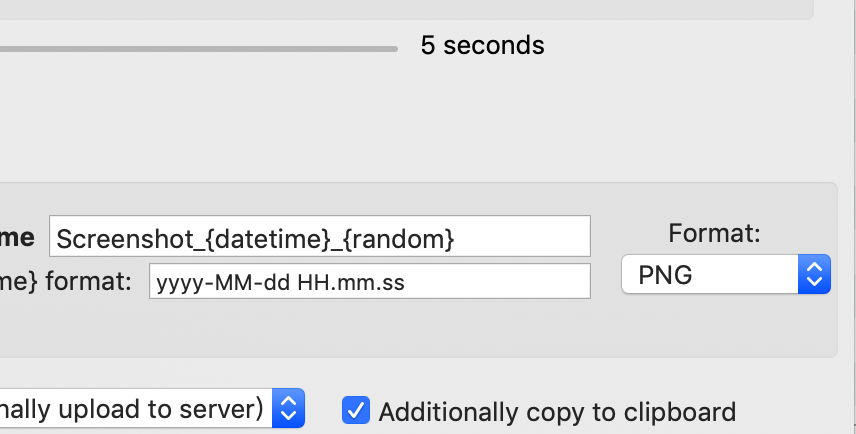 5 seconds
me Screenshot_{datetime}_{random}
Format:
me} format: yyyy-MM-dd HH.mm.ss
PNG
nally upload to server)
Additionally copy to clipboard